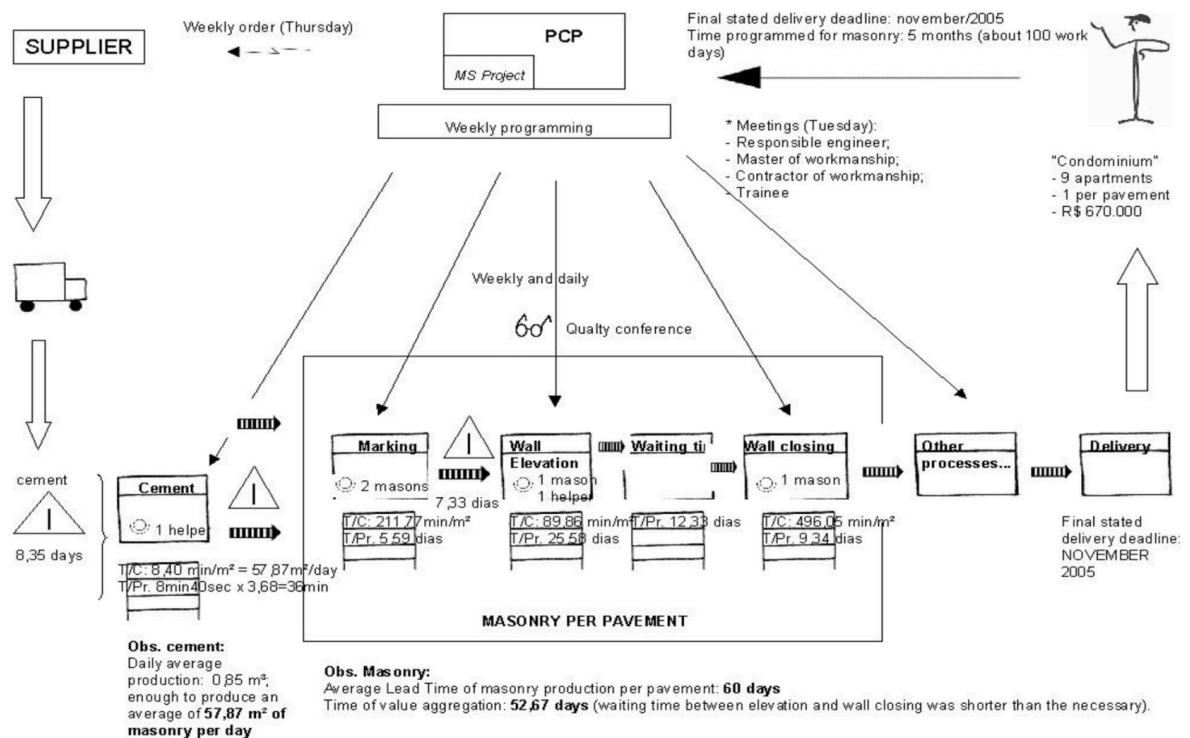 Weekly order (Thursday)
SUPPLIER
PCP
MS Project
Weekly programming
Final stated delivery deadline: november/2005
Time programmed for masonry: 5 months (about 100 work
days)
* Meetings (Tuesday):
- Responsible engineer;
- Master of workmanship;
- Contractor of workmanship;
- Trainee
"Condominium"
- 9 apartments
- 1 per pavement
- R$ 670.000
Weekly and daily
Qualty conference
cement
I
8,35 days
Cement
1 helper
T/C: 8,40 min/m² = 57,87m²/day
T/Pr. 8min40sec x 3,68=36min
I
Marking
2 masons
T/C: 211,77min/m²
T/Pr. 5,59 dias
I
7,33 dias
Wall
Elevation
1 mason
1 helper
T/C: 89,86 min/m²
T/Pr. 25,58 dias
Waiting ti
T/Pr. 12,33 dias
Wall closing
1 mason
T/C: 496,05 min/m²
T/Pr. 9,34 dias
Other
processes...
Delivery
Final stated
delivery deadline:
NOVEMBER
2005
MASONRY PER PAVEMENT
Obs. cement:
Daily average
production: 0,85 m³;
enough to produce an
average of 57,87 m² of
masonry per day
Obs. Masonry:
Average Lead Time of masonry production per pavement: 60 days
Time of value aggregation: 52,67 days (waiting time between elevation and wall closing was shorter than the necessary).